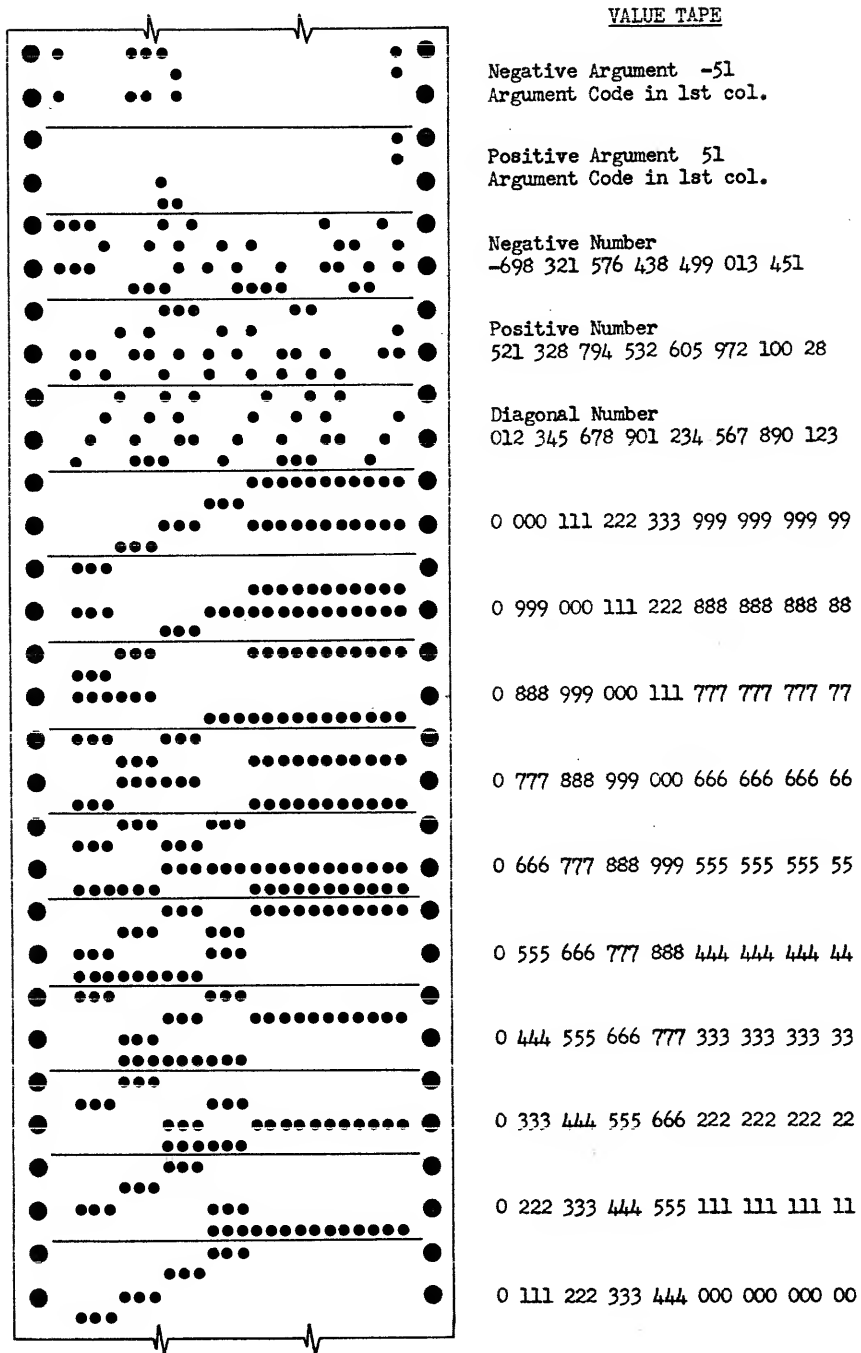 VALUE TAPE
Negative Argument -51
Argument Code in 1st col.
Positive Argument 51
Argument Code in 1st col.
Negative Number
-698 321 576 438 499 013 451
Positive Number
521 328 794 532 605 972 100 28
Diagonal Number
012 345 678 901 234 567 890 123
0 000 111 222 333 999 999 999 99
0 999 000 111 222 888 888 888 88
0 888 999 000 111 777 777 777 77
0 777 888 999 000 666 666 666 66
0 666 777 888 999 555 555 555 55
0 555 666 777 888 444 444 444 44
0 444 555 666 777 333 333 333 33
0 333 444 555 666 222 222 222 22
0 222 333 444 555 111 111 111 11
0 111 222 333 444 000 000 000 00